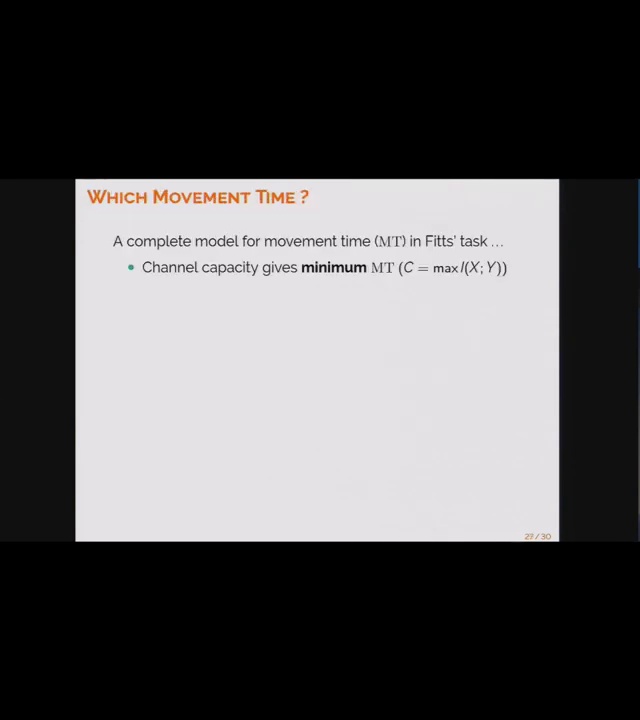 WHICH MOVEMENT TIME ?
A complete model for movement time (MT) in Fitts' task ...
• Channel capacity gives minimum MT (C = max I(X; Y))
27 / 30